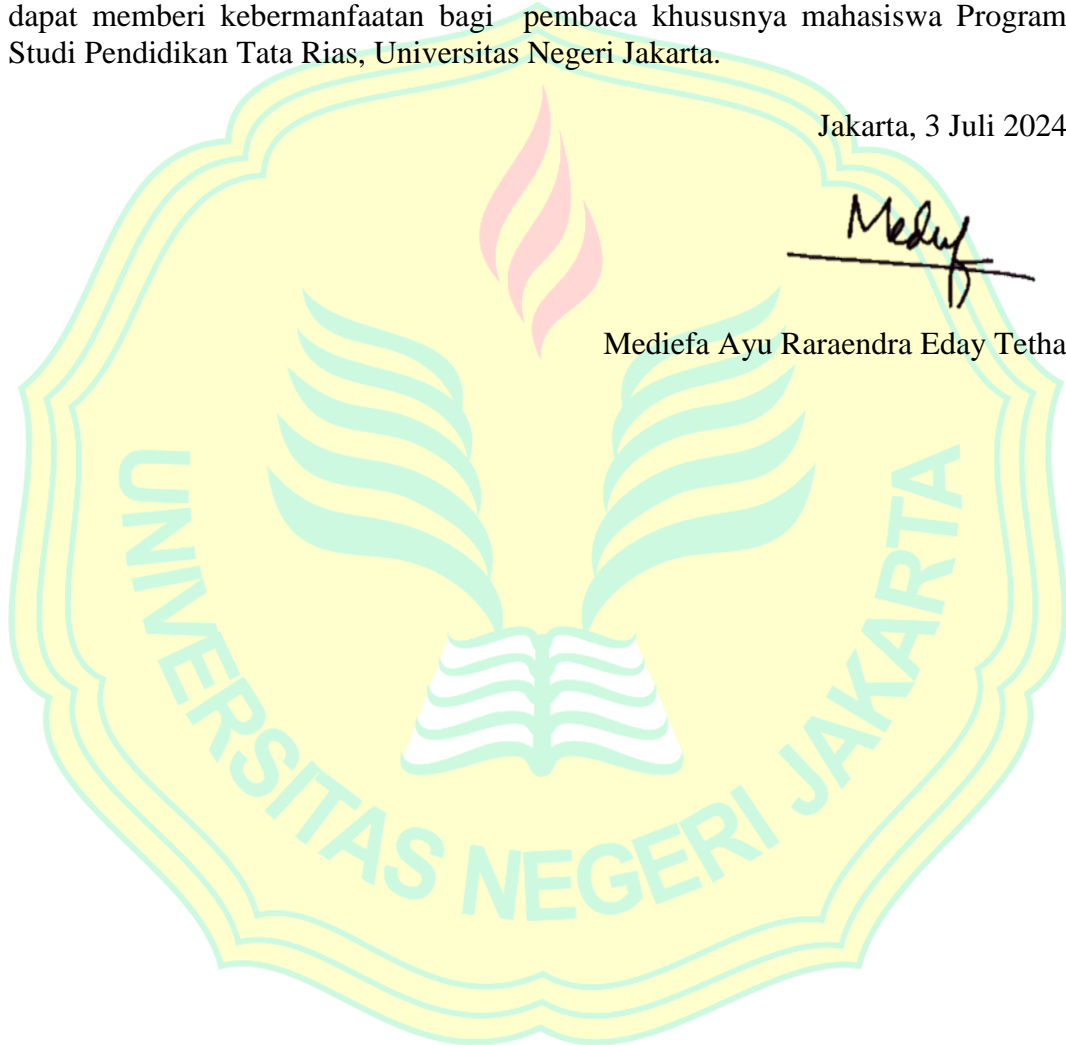 dapat memberi kebermanfaatan bagi pembaca khususnya mahasiswa Program
Studi Pendidikan Tata Rias, Universitas Negeri Jakarta.
Jakarta, 3 Juli 2024
Medief
Mediefa Ayu Raraendra Eday Tetha
UNIVERSITAS NEGERI JAKARTA